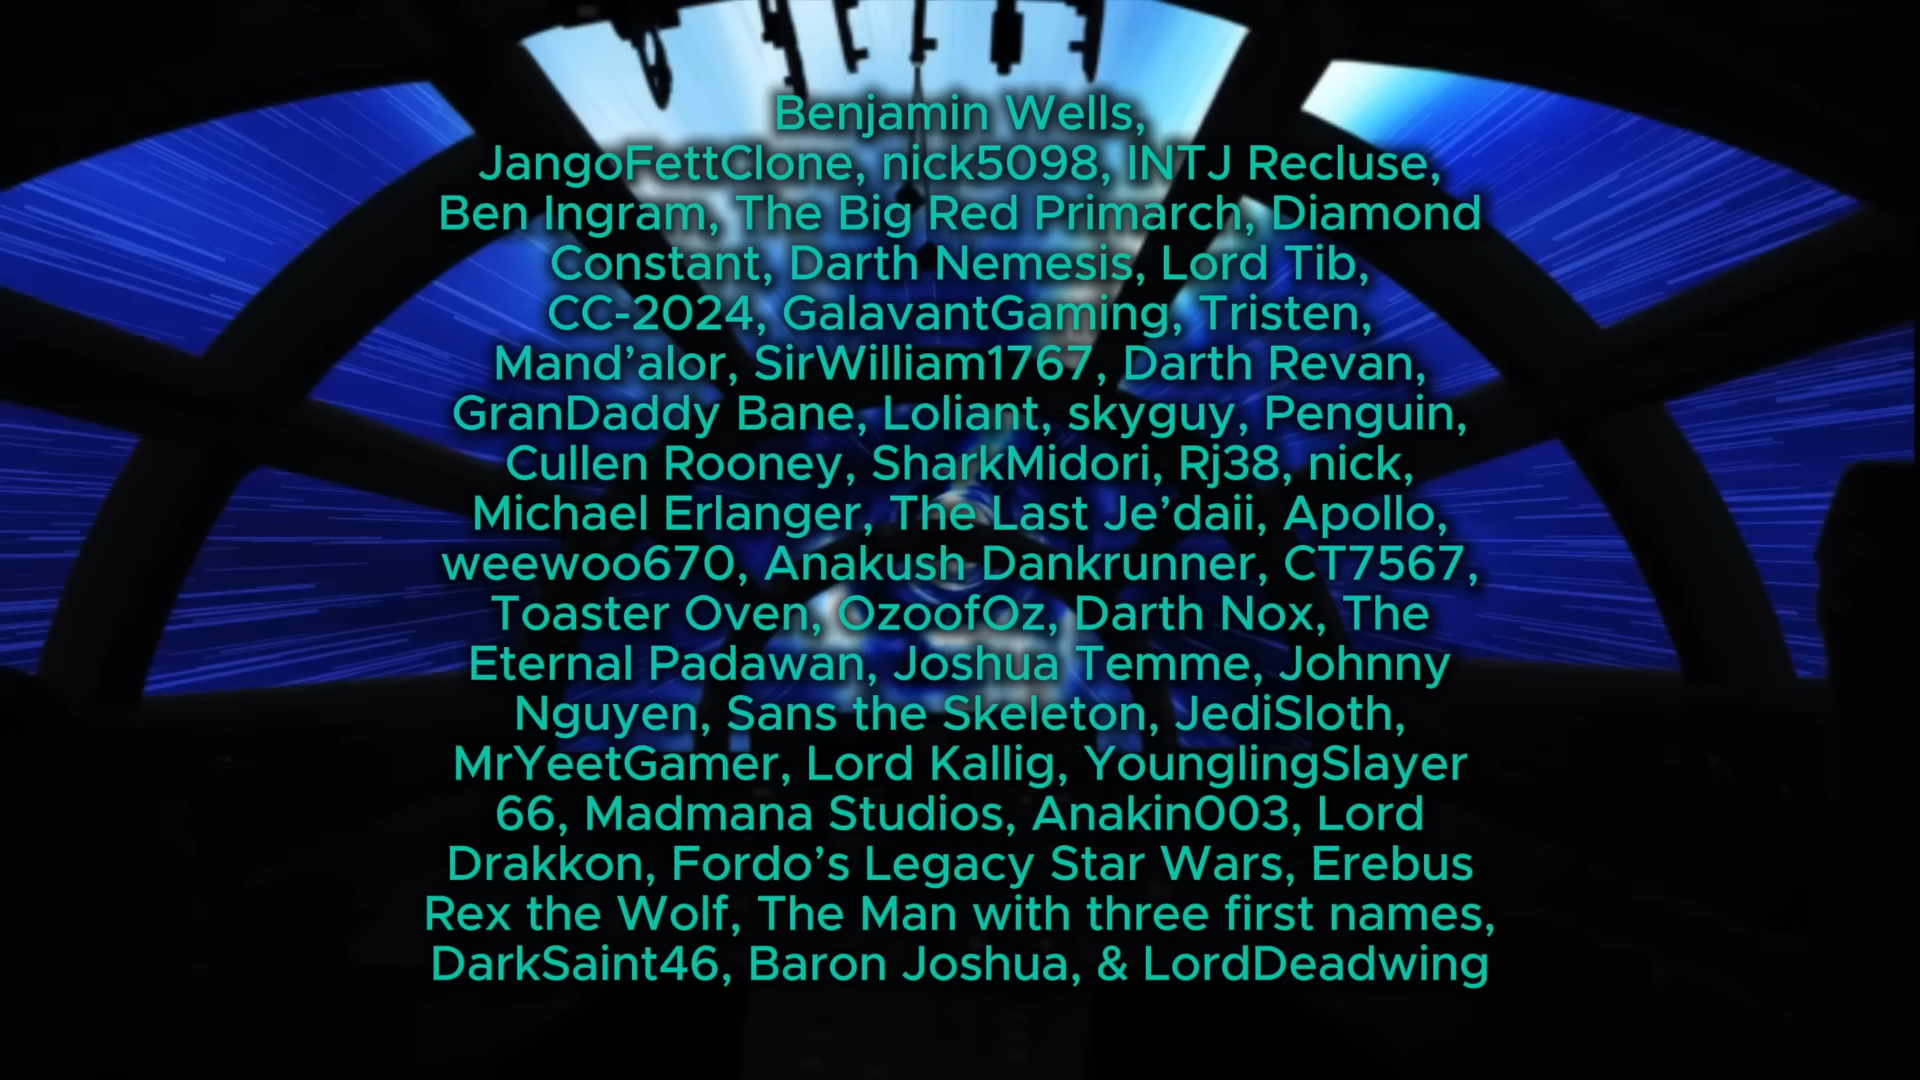 Benjamin Wells,
JangoFettClone, nick5098, INTJ Recluse,
Ben Ingram, The Big Red Primarch, Diamond
Constant, Darth Nemesis, Lord Tib,
CC-2024, GalavantGaming, Tristen,
Mand’alor, SirWilliam1767, Darth Revan,
GranDaddy Bane, Loliant, skyguy, Penguin,
Cullen Rooney, SharkMidori, Rj38, nick,
Michael Erlanger, The Last Je’daii, Apollo,
weewoo670, Anakush Dankrunner, CT7567,
Toaster Oven, OzoofOz, Darth Nox, The
Eternal Padawan, Joshua Temme, Johnny
Nguyen, Sans the Skeleton, JediSloth,
MrYeetGamer, Lord Kallig, YounglingSlayer
66, Madmana Studios, Anakin003, Lord
Drakkon, Fordo’s Legacy Star Wars, Erebus
Rex the Wolf, The Man with three first names,
DarkSaint46, Baron Joshua, & LordDeadwing